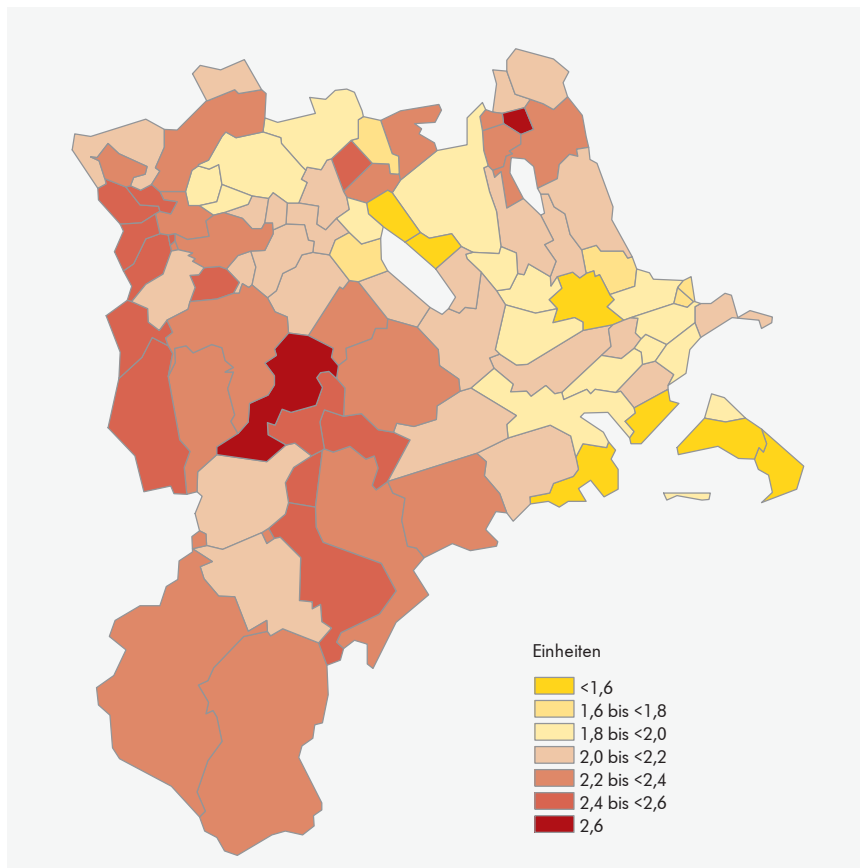 Einheiten
<1,6
1,6 bis <1,8
1,8 bis <2,0
2,0 bis <2,2
2,2 bis <2,4
2,4 bis <2,6
2,6